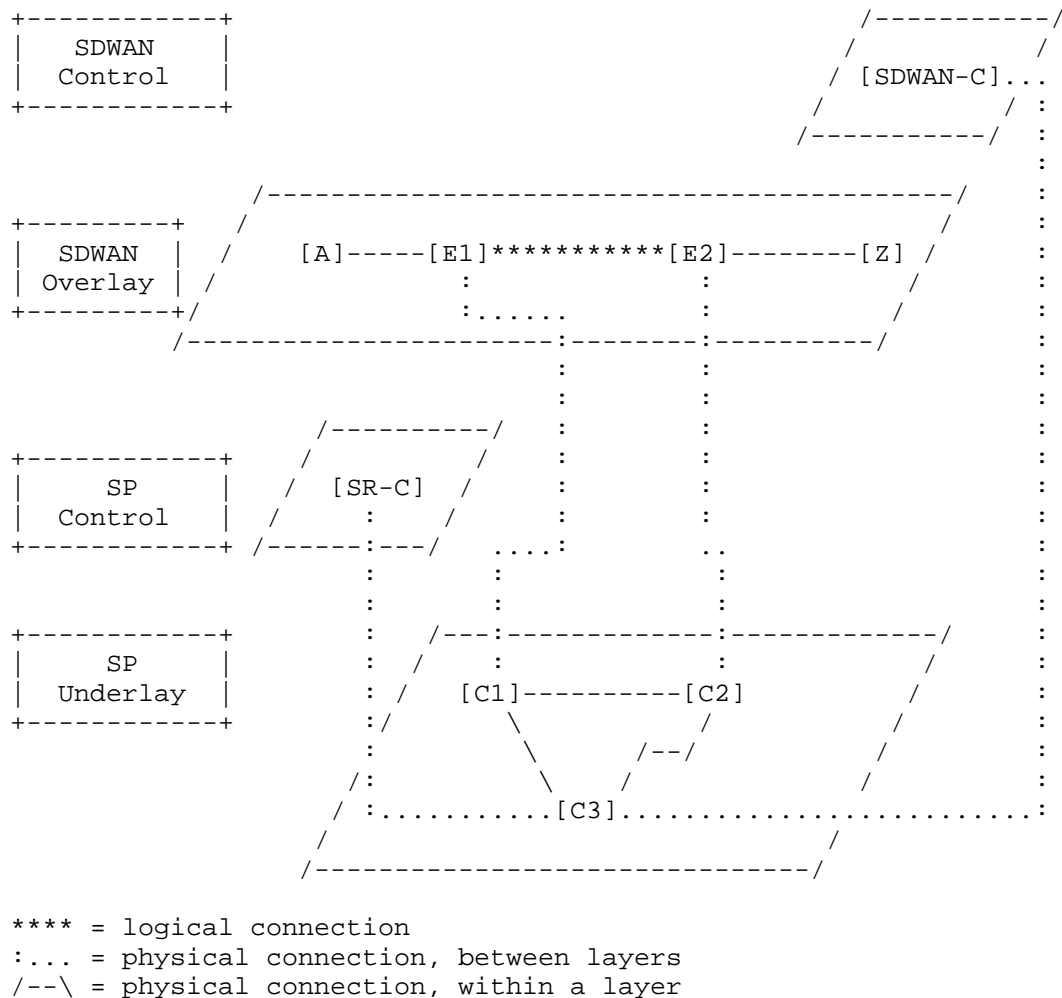 SDWAN
Control
[SDWAN-C]...
SDWAN
Overlay
[A]-----[E1]***********[E2]--------[Z]
SP
Control
[SR-C]
SP
Underlay
[C1]----------[C2]
[C3]
**** = logical connection
:... = physical connection, between layers
/--\ = physical connection, within a layer